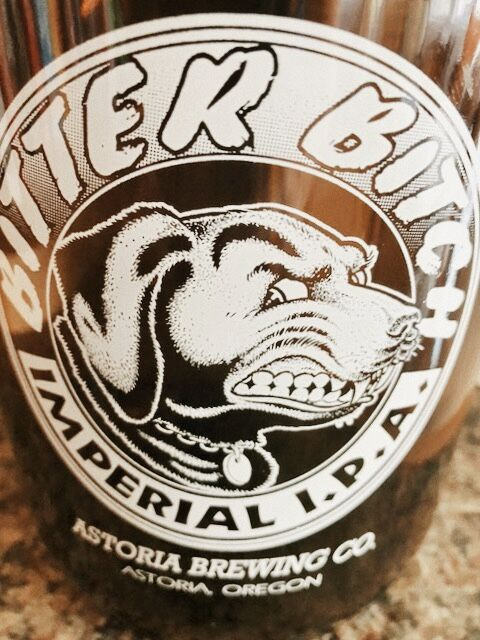 BITTER BITCH
IMPERIAL I.P.A.
ASTORIA BREWING CO.
ASTORIA, OREGON